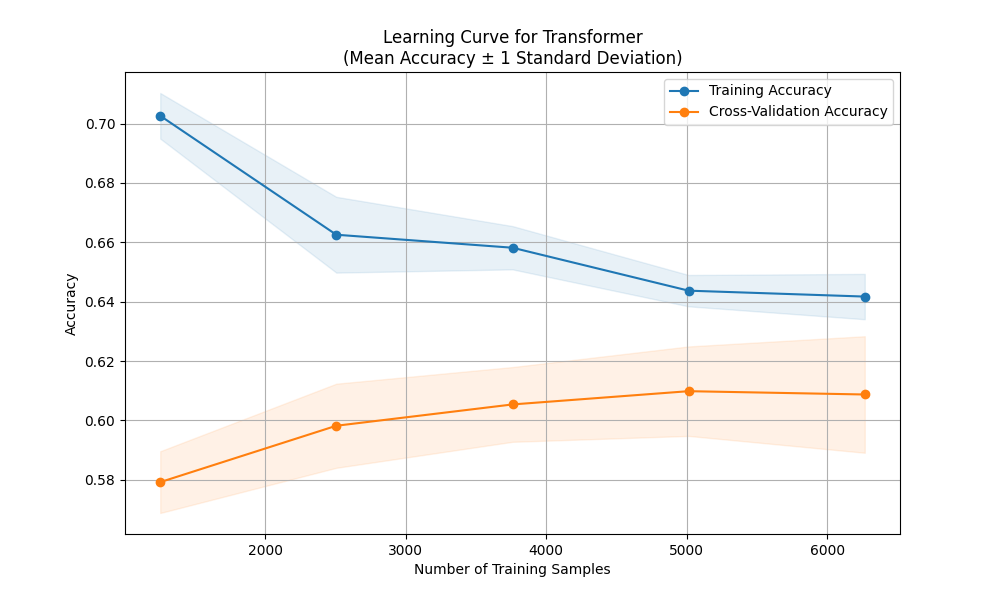 Learning Curve for Transformer
(Mean Accuracy ± 1 Standard Deviation)
Training Accuracy
Cross-Validation Accuracy
Accuracy
0.70
0.68
0.66
0.64
0.62
0.60
0.58
2000 3000 4000 5000 6000
Number of Training Samples